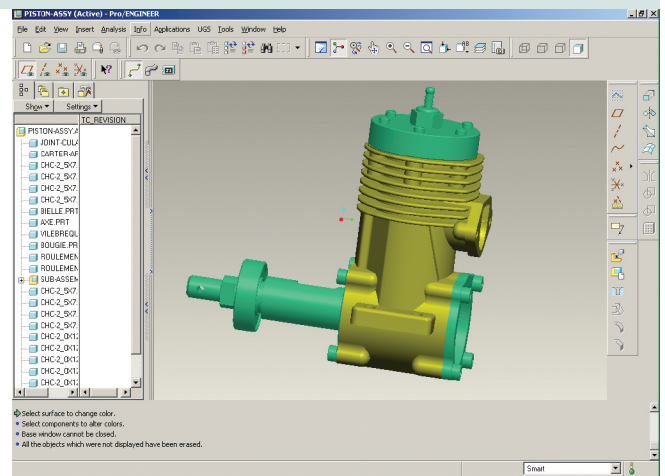 PISTON-ASSY (Active) - Pro/ENGINEER
File Edit View Insert Analysis Info Applications UGS Tools Window Help
Show Settings
TC_REVISION
PISTON-ASSY.A
JOINT-CULA
CARTER-AR
CHC-2_5X7.
CHC-2_5X7.
CHC-2_5X7.
CHC-2_5X7.
BIELLE.PRT
AXE.PRT
VILEBREQU
BOUGIE.PR
ROULEMEN
ROULEMEN
SUB-ASSEM
CHC-2_5X7.
CHC-2_5X7.
CHC-2_5X7.
CHC-2_5X7.
CHC-2_0X12
CHC-2_0X12
CHC-2_0X12
CHC-2_0X12
Select surface to change color.
• Select components to alter colors.
• Base window cannot be closed.
• All the objects which were not displayed have been erased.
Smart